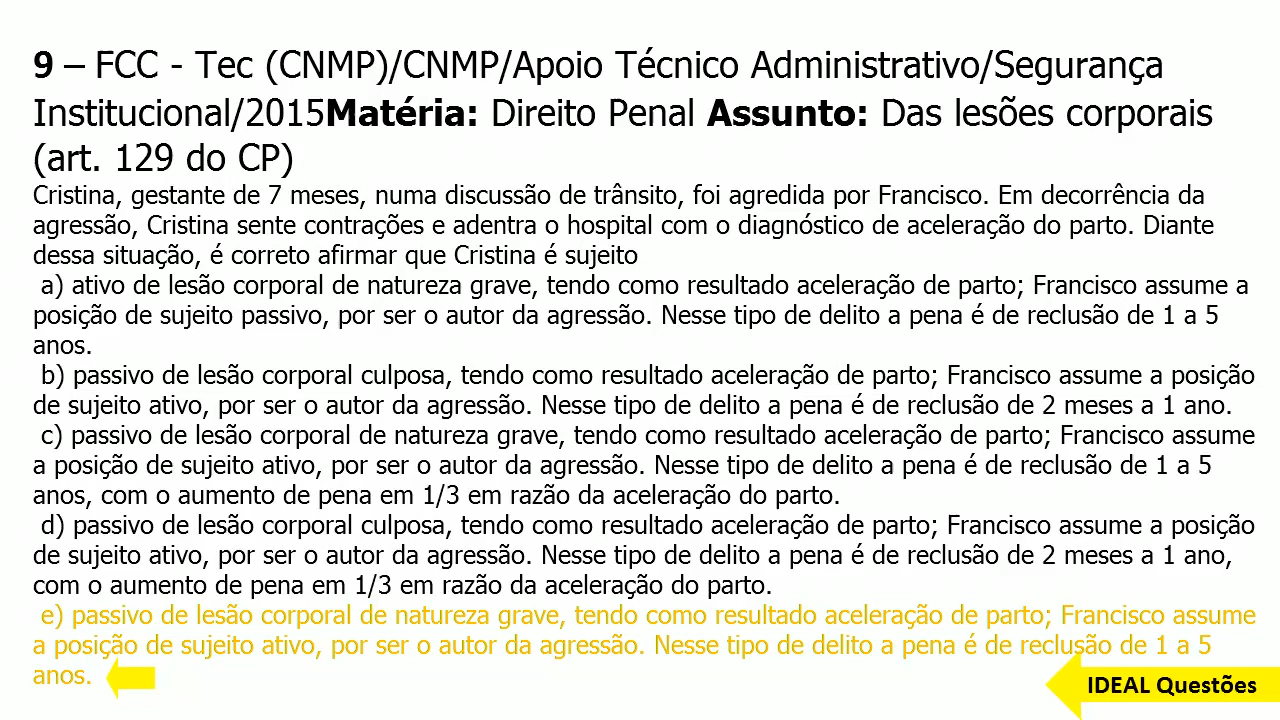 9 – FCC - Tec (CNMP)/CNMP/Apoio Técnico Administrativo/Segurança
Institucional/2015Matéria: Direito Penal Assunto: Das lesões corporais
(art. 129 do CP)
Cristina, gestante de 7 meses, numa discussão de trânsito, foi agredida por Francisco. Em decorrência da
agressão, Cristina sente contrações e adentra o hospital com o diagnóstico de aceleração do parto. Diante
dessa situação, é correto afirmar que Cristina é sujeito
a) ativo de lesão corporal de natureza grave, tendo como resultado aceleração de parto; Francisco assume a
posição de sujeito passivo, por ser o autor da agressão. Nesse tipo de delito a pena é de reclusão de 1 a 5
anos.
b) passivo de lesão corporal culposa, tendo como resultado aceleração de parto; Francisco assume a posição
de sujeito ativo, por ser o autor da agressão. Nesse tipo de delito a pena é de reclusão de 2 meses a 1 ano.
c) passivo de lesão corporal de natureza grave, tendo como resultado aceleração de parto; Francisco assume
a posição de sujeito ativo, por ser o autor da agressão. Nesse tipo de delito a pena é de reclusão de 1 a 5
anos, com o aumento de pena em 1/3 em razão da aceleração do parto.
d) passivo de lesão corporal culposa, tendo como resultado aceleração de parto; Francisco assume a posição
de sujeito ativo, por ser o autor da agressão. Nesse tipo de delito a pena é de reclusão de 2 meses a 1 ano,
com o aumento de pena em 1/3 em razão da aceleração do parto.
e) passivo de lesão corporal de natureza grave, tendo como resultado aceleração de parto; Francisco assume
a posição de sujeito ativo, por ser o autor da agressão. Nesse tipo de delito a pena é de reclusão de 1 a 5
anos.
IDEAL Questões